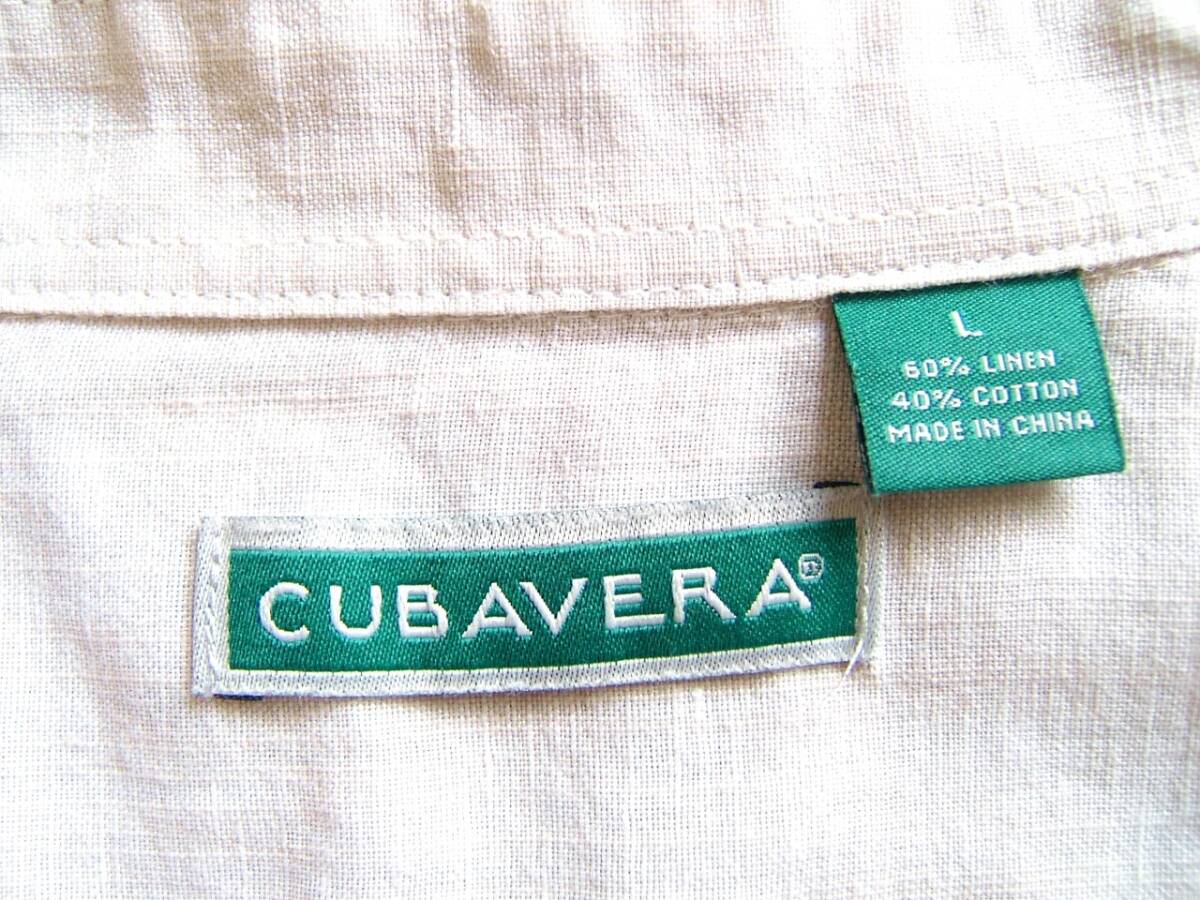 L
60% LINEN
40% COTTON
MADE IN CHINA
CUBAVERA®